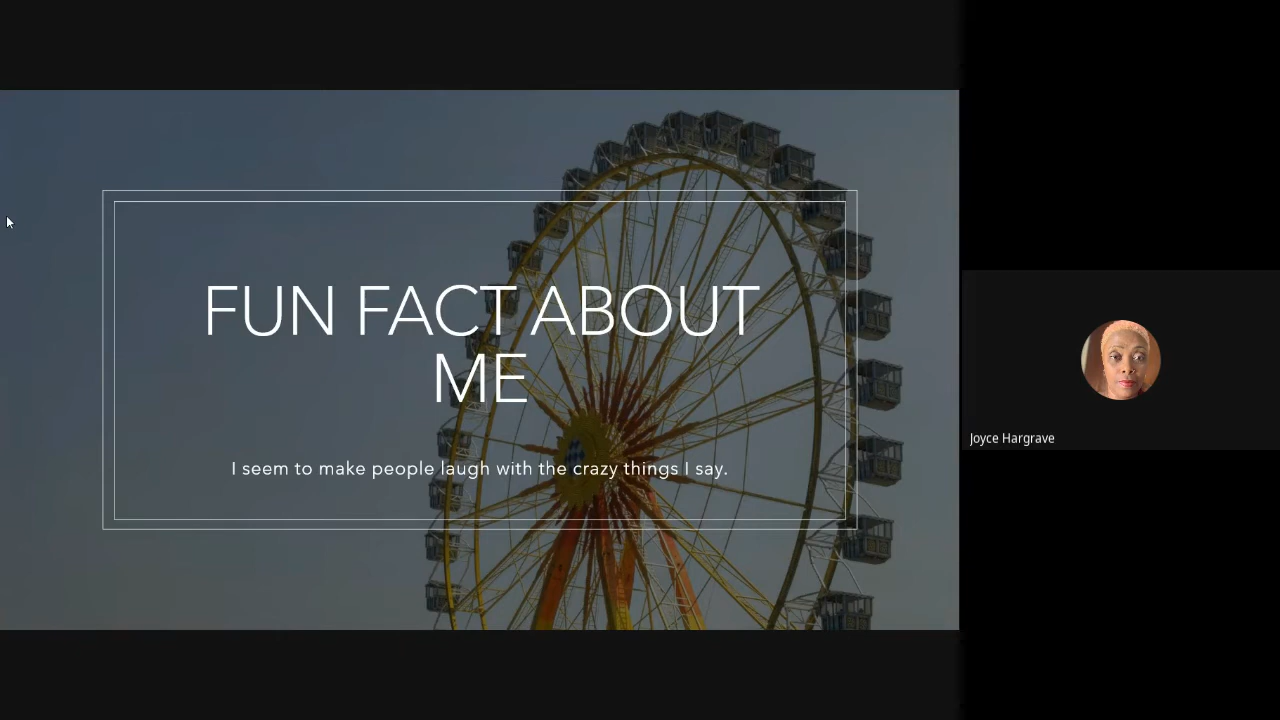 FUN FACT ABOUT
ME
I seem to make people laugh with the crazy things I say.
Joyce Hargrave